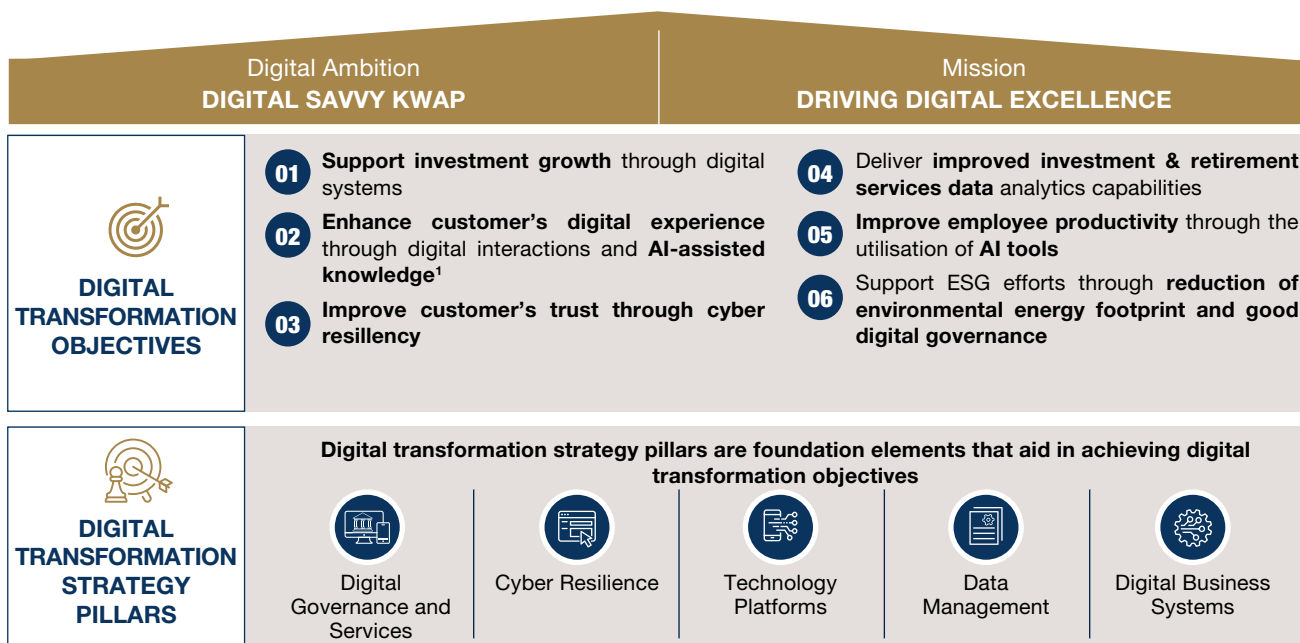 Digital Ambition
DIGITAL SAVVY KWAP
Mission
DRIVING DIGITAL EXCELLENCE
DIGITAL
TRANSFORMATION
OBJECTIVES
01
Support investment growth through digital
systems
02
Enhance customer's digital experience
through digital interactions and AI-assisted
knowledge¹
03
Improve customer's trust through cyber
resillency
04
Deliver improved investment & retirement
services data analytics capabilities
05
Improve employee productivity through the
utilisation of AI tools
06
Support ESG efforts through reduction of
environmental energy footprint and good
digital governance
DIGITAL
TRANSFORMATION
STRATEGY
PILLARS
Digital transformation strategy pillars are foundation elements that aid in achieving digital
transformation objectives
Digital
Governance and
Services
Cyber Resilience
Technology
Platforms
Data
Management
Digital Business
Systems